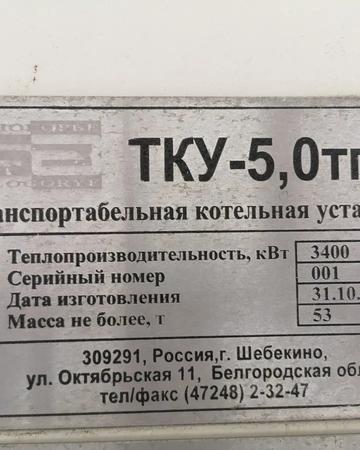 ТКУ-5,0тг
анспортабельная котельная уста
Теплопроизводительность, кВт 3400
Серийный номер 001
Дата изготовления 31.10.
Масса не более, т 53
309291, Россия,г. Шебекино,
ул. Октябрьская 11, Белгородская обл
тел/факс (47248) 2-32-47